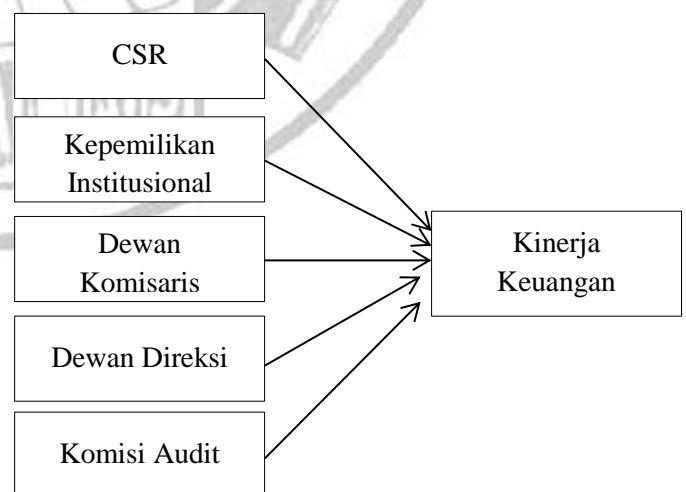 CSR
Kepemilikan
Institusional
Dewan
Komisaris
Dewan Direksi
Komisi Audit
Kinerja
Keuangan